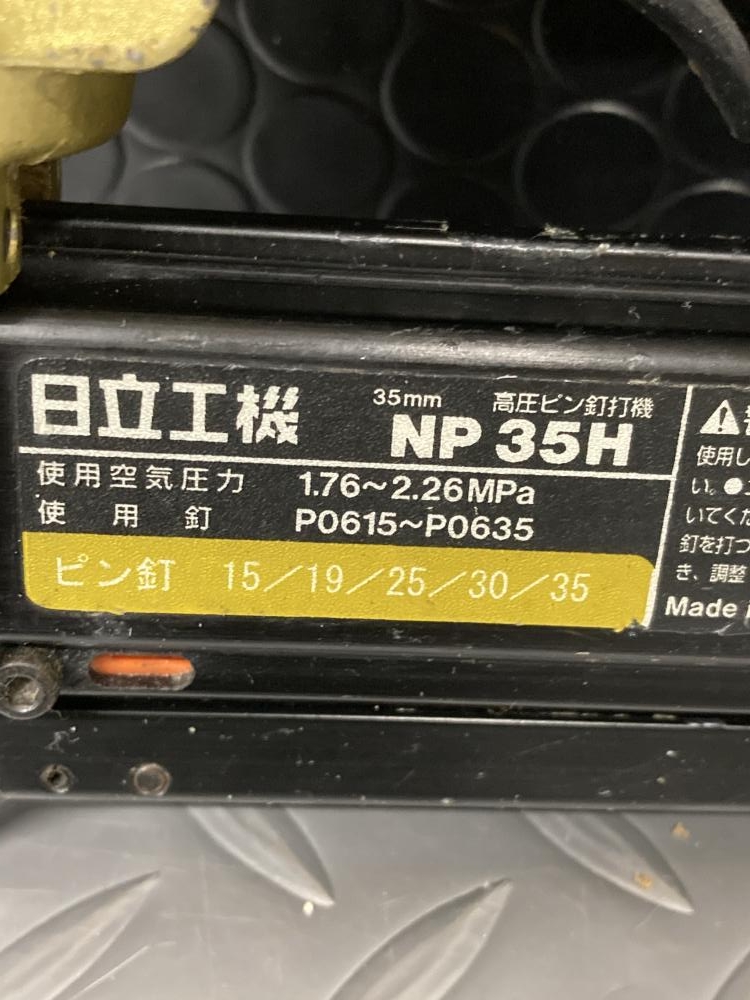 日立工機
35mm 高圧ピン釘打機
NP 35H
使用空気圧力 1.76～2.26MPa
使用釘 P0615～P0635
ピン釘 15/19/25/30/35
使用し
い。●
いてくだ
釘を打つ
き、調整
Made